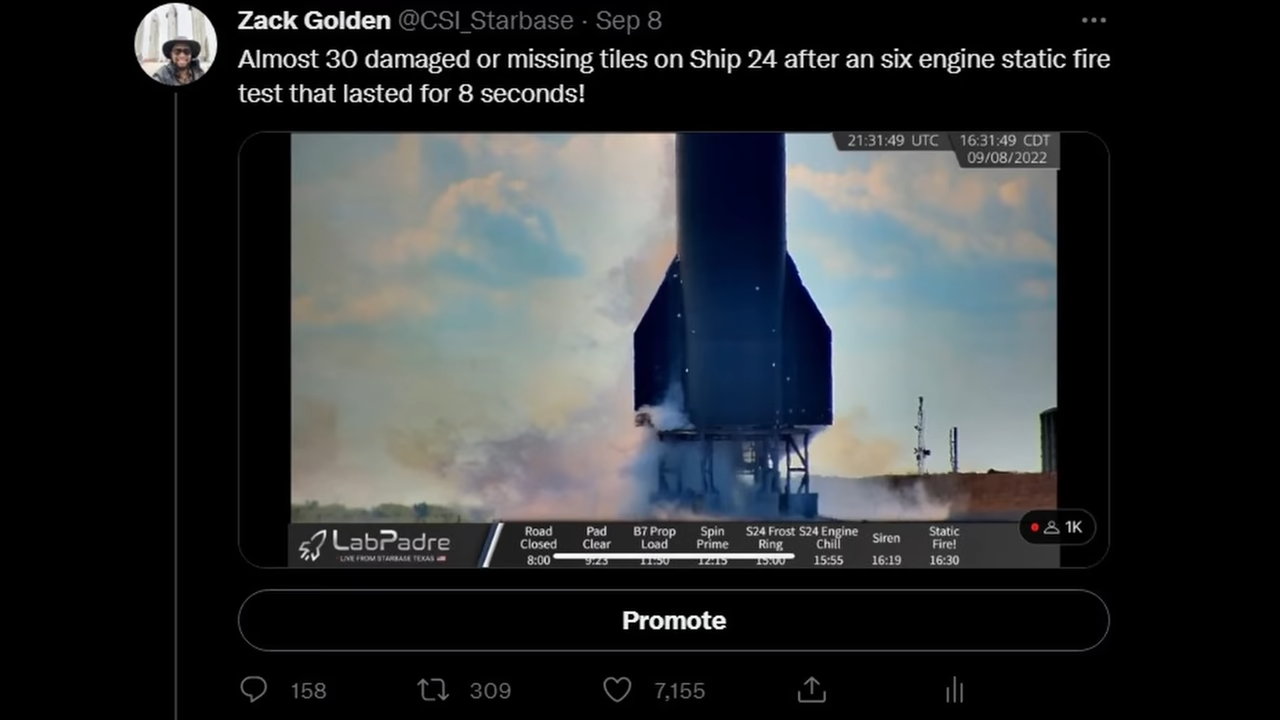 Zack Golden @CSI_Starbase · Sep 8
Almost 30 damaged or missing tiles on Ship 24 after an six engine static fire
test that lasted for 8 seconds!
21:31:49 UTC 16:31:49 CDT
09/08/2022
LabPadre
LIVE FROM STARBASE TEXAS
Road Closed 8:00
Pad Clear 9:23
B7 Prop Load 11:50
Spin Prime 12:15
S24 Frost Ring 15:00
S24 Engine Chill 15:55
Siren 16:19
Static Fire! 16:30
1K
Promote
158 309 7,155